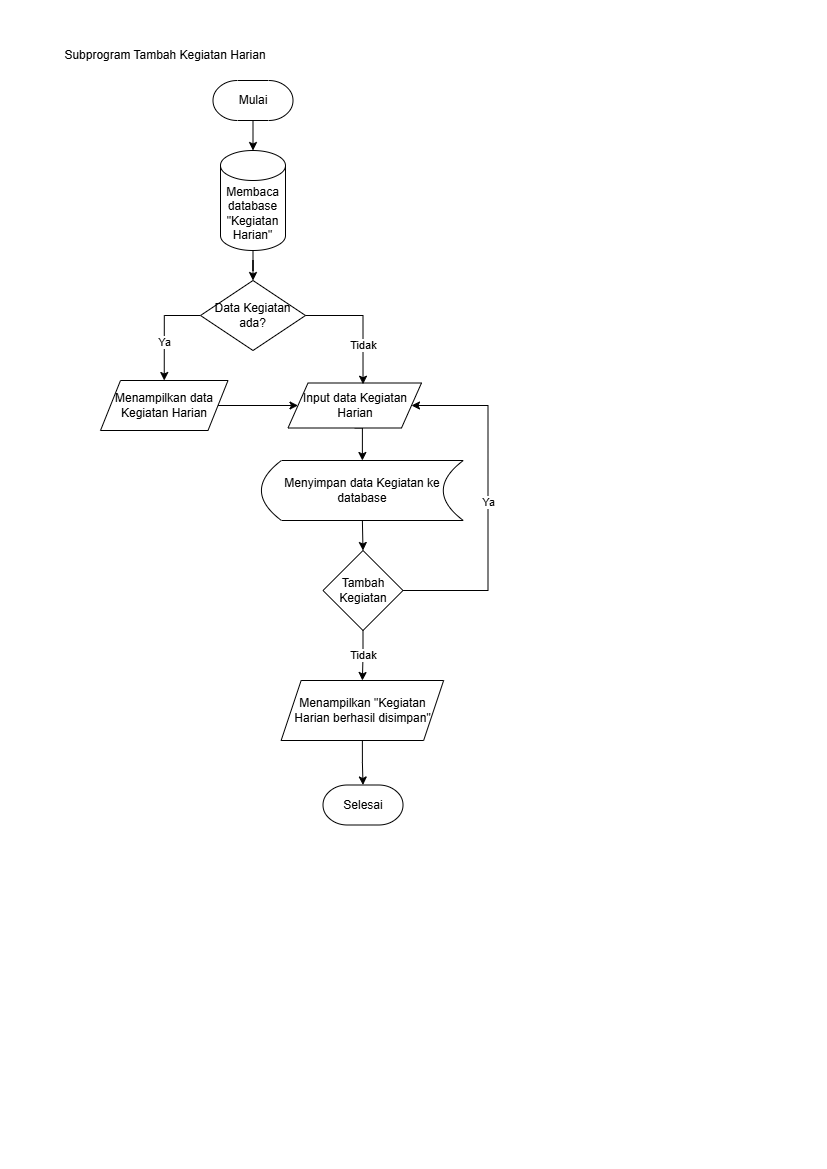 Subprogram Tambah Kegiatan Harian
Mulai
Membaca
database
"Kegiatan
Harian"
Data Kegiatan
ada?
Ya
Tidak
Menampilkan data
Kegiatan Harian
Input data Kegiatan
Harian
Menyimpan data Kegiatan ke
database
Ya
Tambah
Kegiatan
Tidak
Menampilkan "Kegiatan
Harian berhasil disimpan"
Selesai